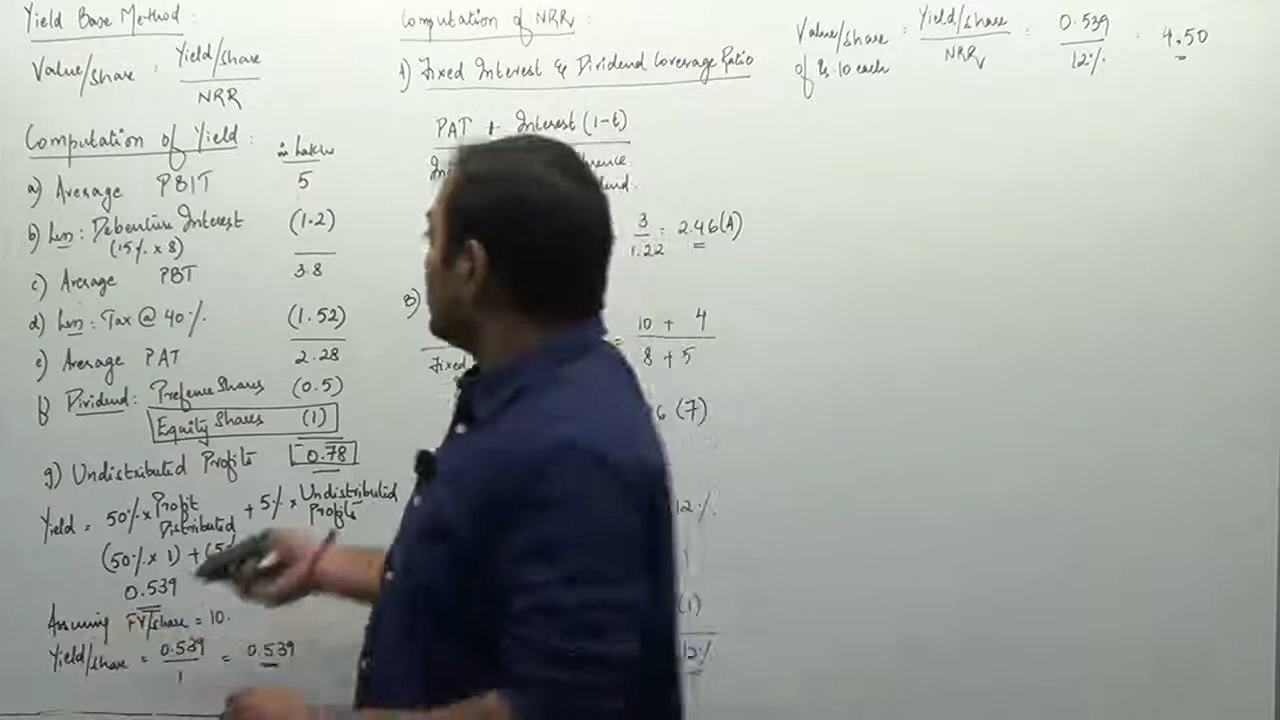 Yield Base Method :
Value/share = Yield/share
NRR
Computation of Yield :
in Lakhs
a) Average PBIT 5
b) Less: Debenture Interest (1.2)
(15% × 8)
c) Average PBT 3.8
d) Less: Tax @ 40%. (1.52)
e) Average PAT 2.28
f) Dividend: Prefence Shares (0.5)
Equity Shares (1)
g) Undistributed Profits 0.78
Yield = 50% × Profit Distributed + 5% × Undistributed Profits
(50% × 1) + (5
0.539
Assuming FV/share = 10.
Yield/share = 0.539 = 0.539
1
Computation of NRR :
1) Fixed Interest & Dividend Coverage Ratio
PAT + Interest (1-t)
3 = 2.46 (A)
1.22
B)
Fixed
= 10 + 4
8 + 5
6 (7)
12%.
1
(1)
12%
Value/share = Yield/share = 0.539 = 4.50
of Rs. 10 each NRR 12%